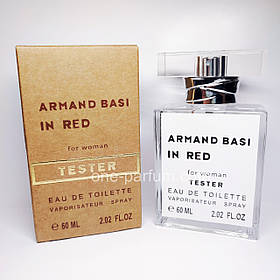 ARMAND BASI
IN RED
for woman
TESTER
EAU DE TOILETTE
VAPORISATEUR SPRAY
℮ 60 ML 2.02 FL.OZ
ARMAND BASI
IN RED
for woman
TESTER
EAU DE TOILETTE
VAPORISATEUR SPRAY
℮ 60 ML 2.02 FL.OZ
one-parfum.com